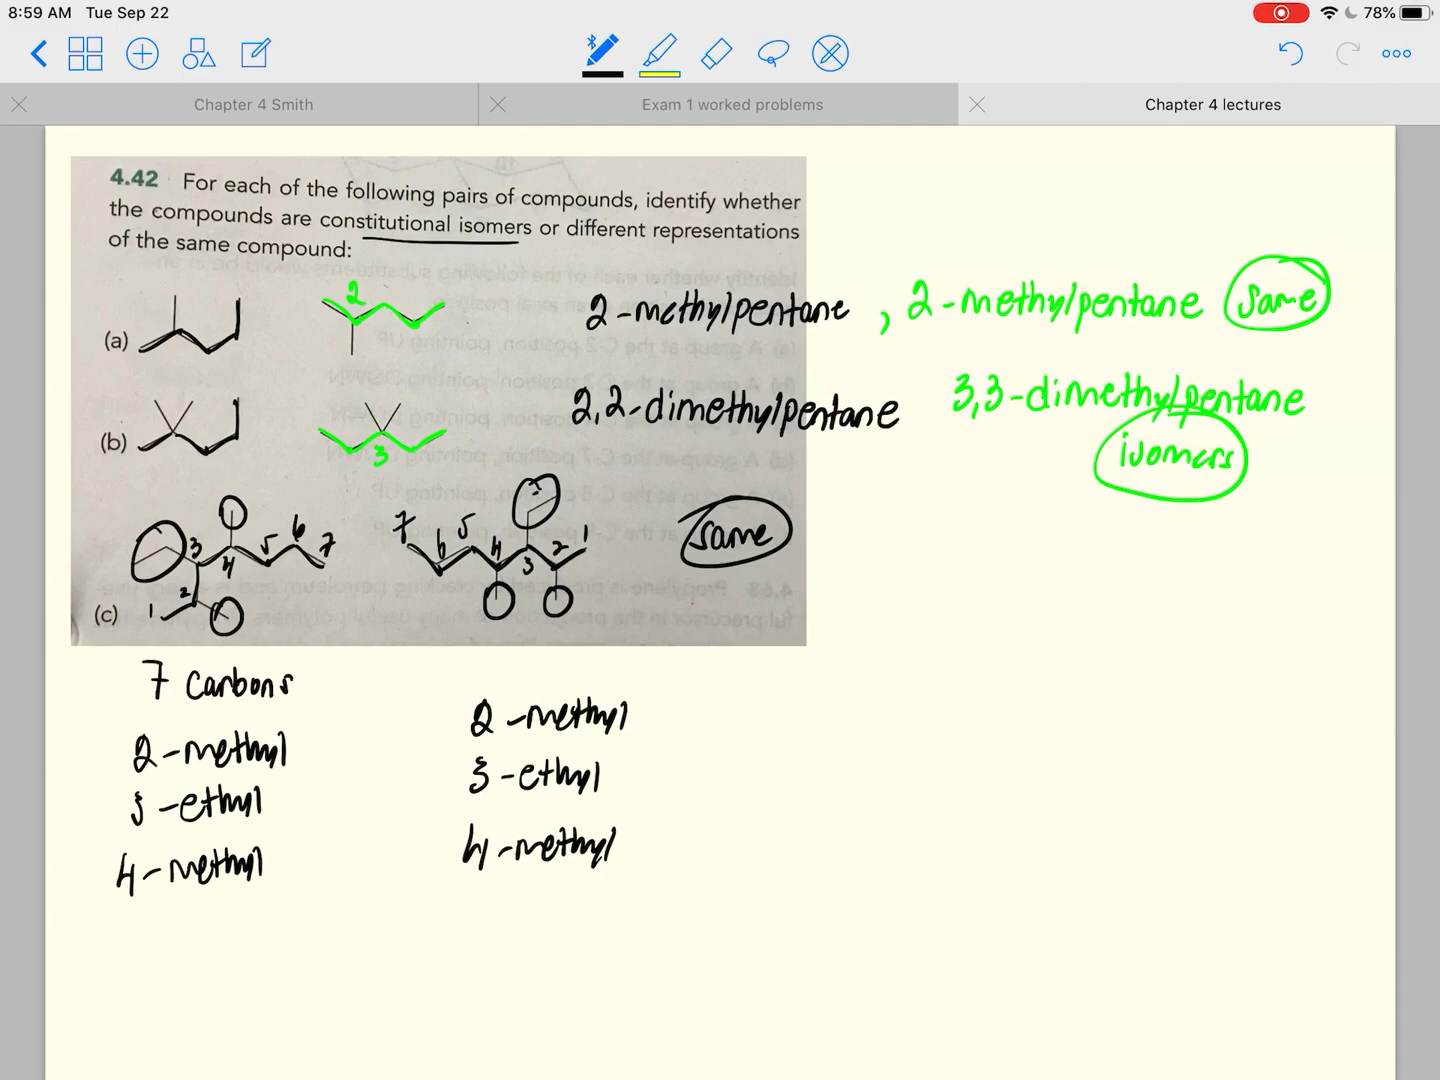 8:59 AM Tue Sep 22
78%
Chapter 4 Smith
Exam 1 worked problems
Chapter 4 lectures
4.42 For each of the following pairs of compounds, identify whether
the compounds are constitutional isomers or different representations
of the same compound:
(a)
2
2-methylpentane , 2-methylpentane same
(b)
3
2,2-dimethylpentane 3,3-dimethylpentane
isomers
(c)
1 2 3 4 5 6 7
7 6 5 4 3 2 1
same
7 carbons
2-methyl
3-ethyl
4-methyl
2-methyl
3-ethyl
4-methyl